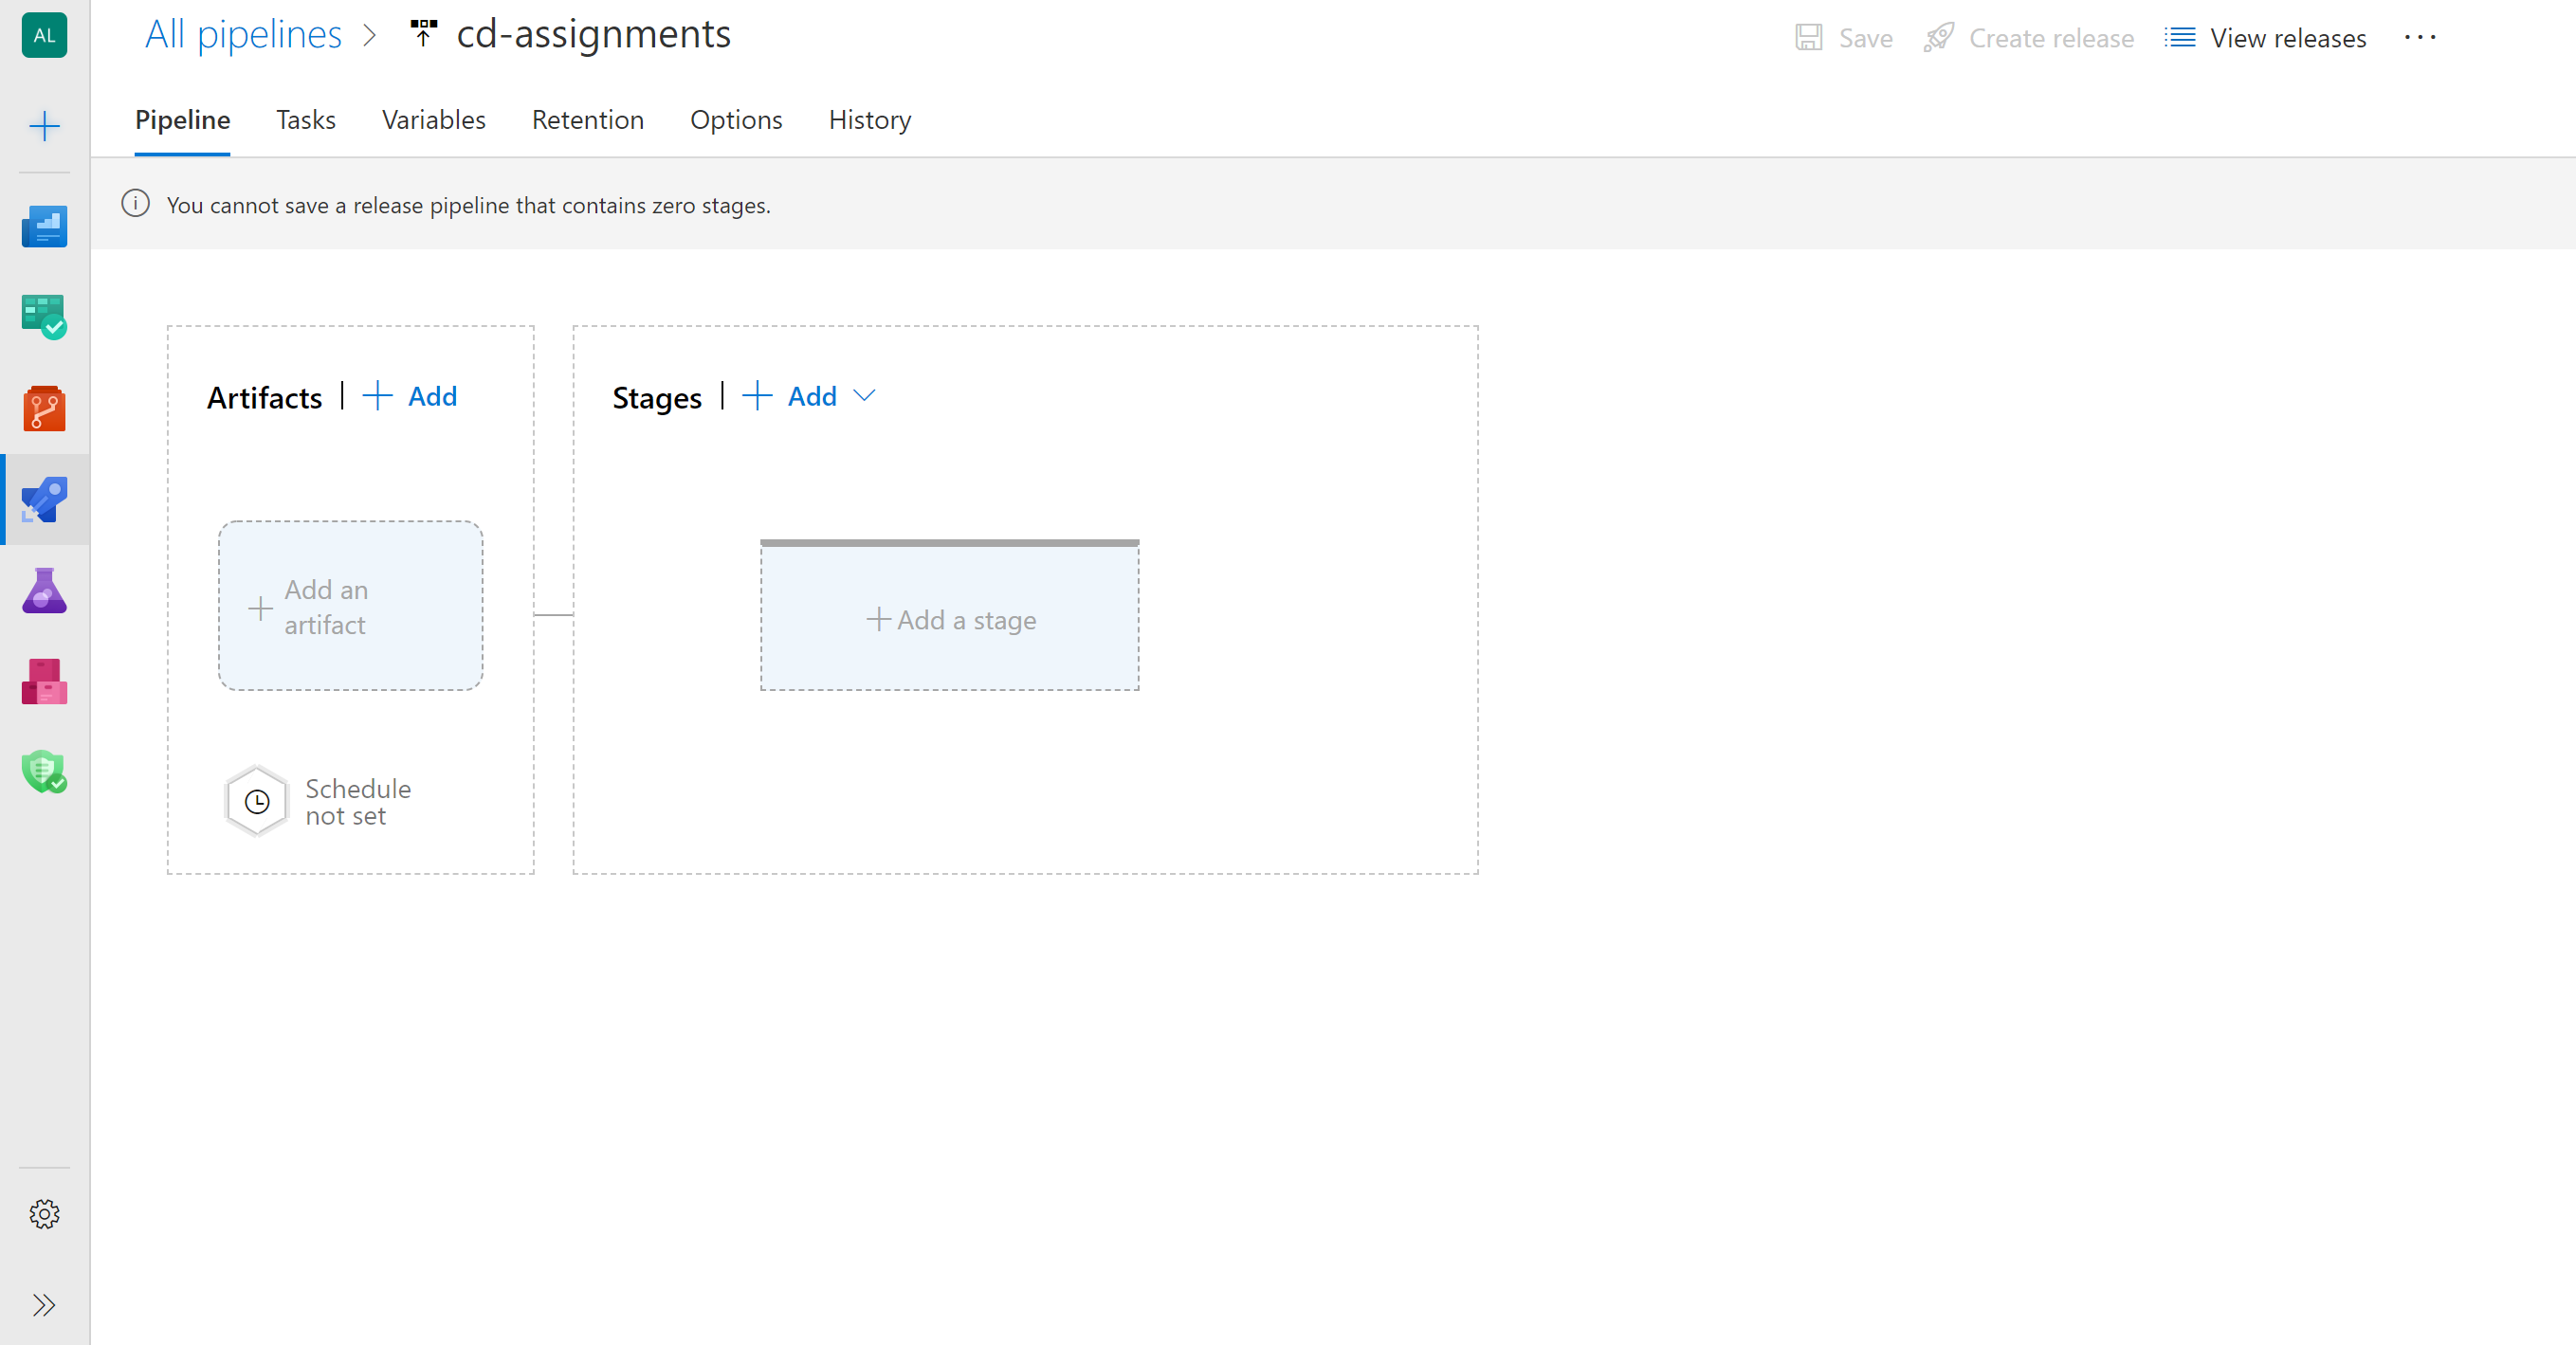 AL
All pipelines > cd-assignments
Save Create release View releases ...
Pipeline Tasks Variables Retention Options History
You cannot save a release pipeline that contains zero stages.
Artifacts | + Add
Stages | + Add
+ Add an
artifact
+ Add a stage
Schedule
not set